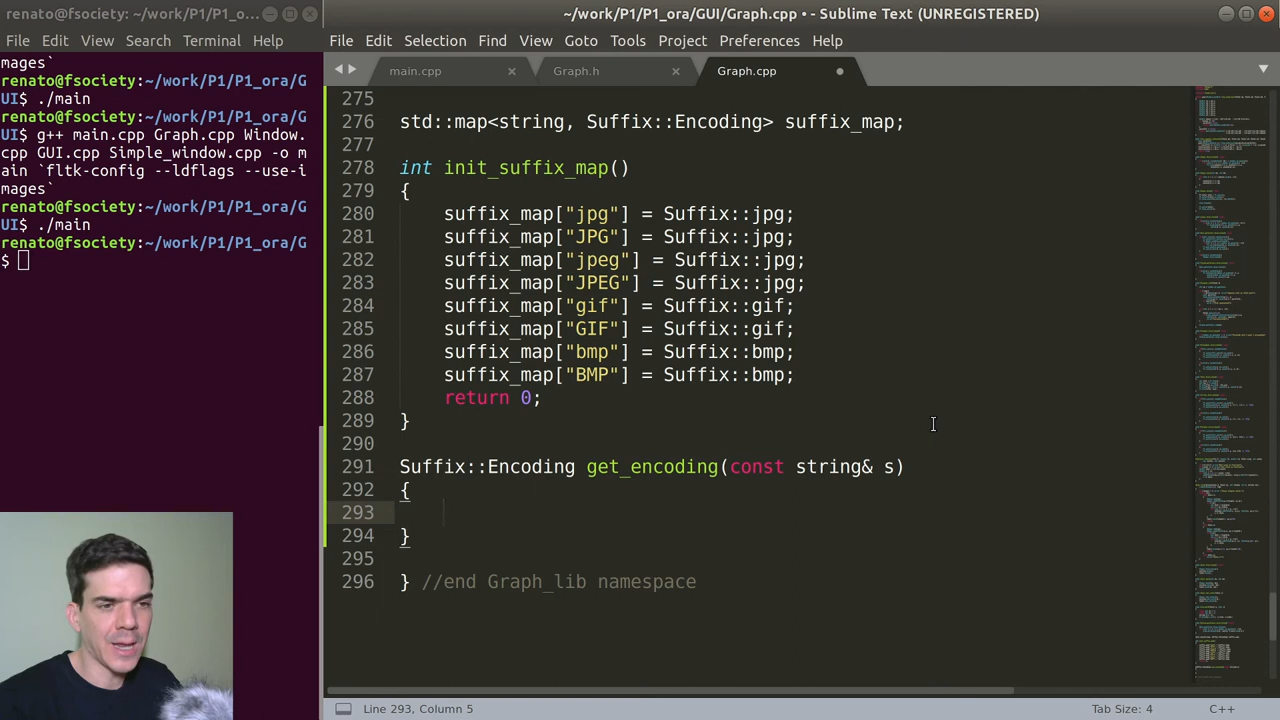 renato@fsociety: ~/work/P1/P1_o...
File Edit View Search Terminal Help
mages`
renato@fsociety:~/work/P1/P1_ora/G
UI$ ./main
renato@fsociety:~/work/P1/P1_ora/G
UI$ g++ main.cpp Graph.cpp Window.
cpp GUI.cpp Simple_window.cpp -o m
ain `fltk-config --ldflags --use-i
mages`
renato@fsociety:~/work/P1/P1_ora/G
UI$ ./main
renato@fsociety:~/work/P1/P1_ora/GUI
$
~/work/P1/P1_ora/GUI/Graph.cpp • - Sublime Text (UNREGISTERED)
File Edit Selection Find View Goto Tools Project Preferences Help
main.cpp Graph.h Graph.cpp
275
276 std::map<string, Suffix::Encoding> suffix_map;
277
278 int init_suffix_map()
279 {
280 suffix_map["jpg"] = Suffix::jpg;
281 suffix_map["JPG"] = Suffix::jpg;
282 suffix_map["jpeg"] = Suffix::jpg;
283 suffix_map["JPEG"] = Suffix::jpg;
284 suffix_map["gif"] = Suffix::gif;
285 suffix_map["GIF"] = Suffix::gif;
286 suffix_map["bmp"] = Suffix::bmp;
287 suffix_map["BMP"] = Suffix::bmp;
288 return 0;
289 }
290
291 Suffix::Encoding get_encoding(const string& s)
292 {
293
294 }
295
296 } //end Graph_lib namespace
Line 293, Column 5
Tab Size: 4 C++